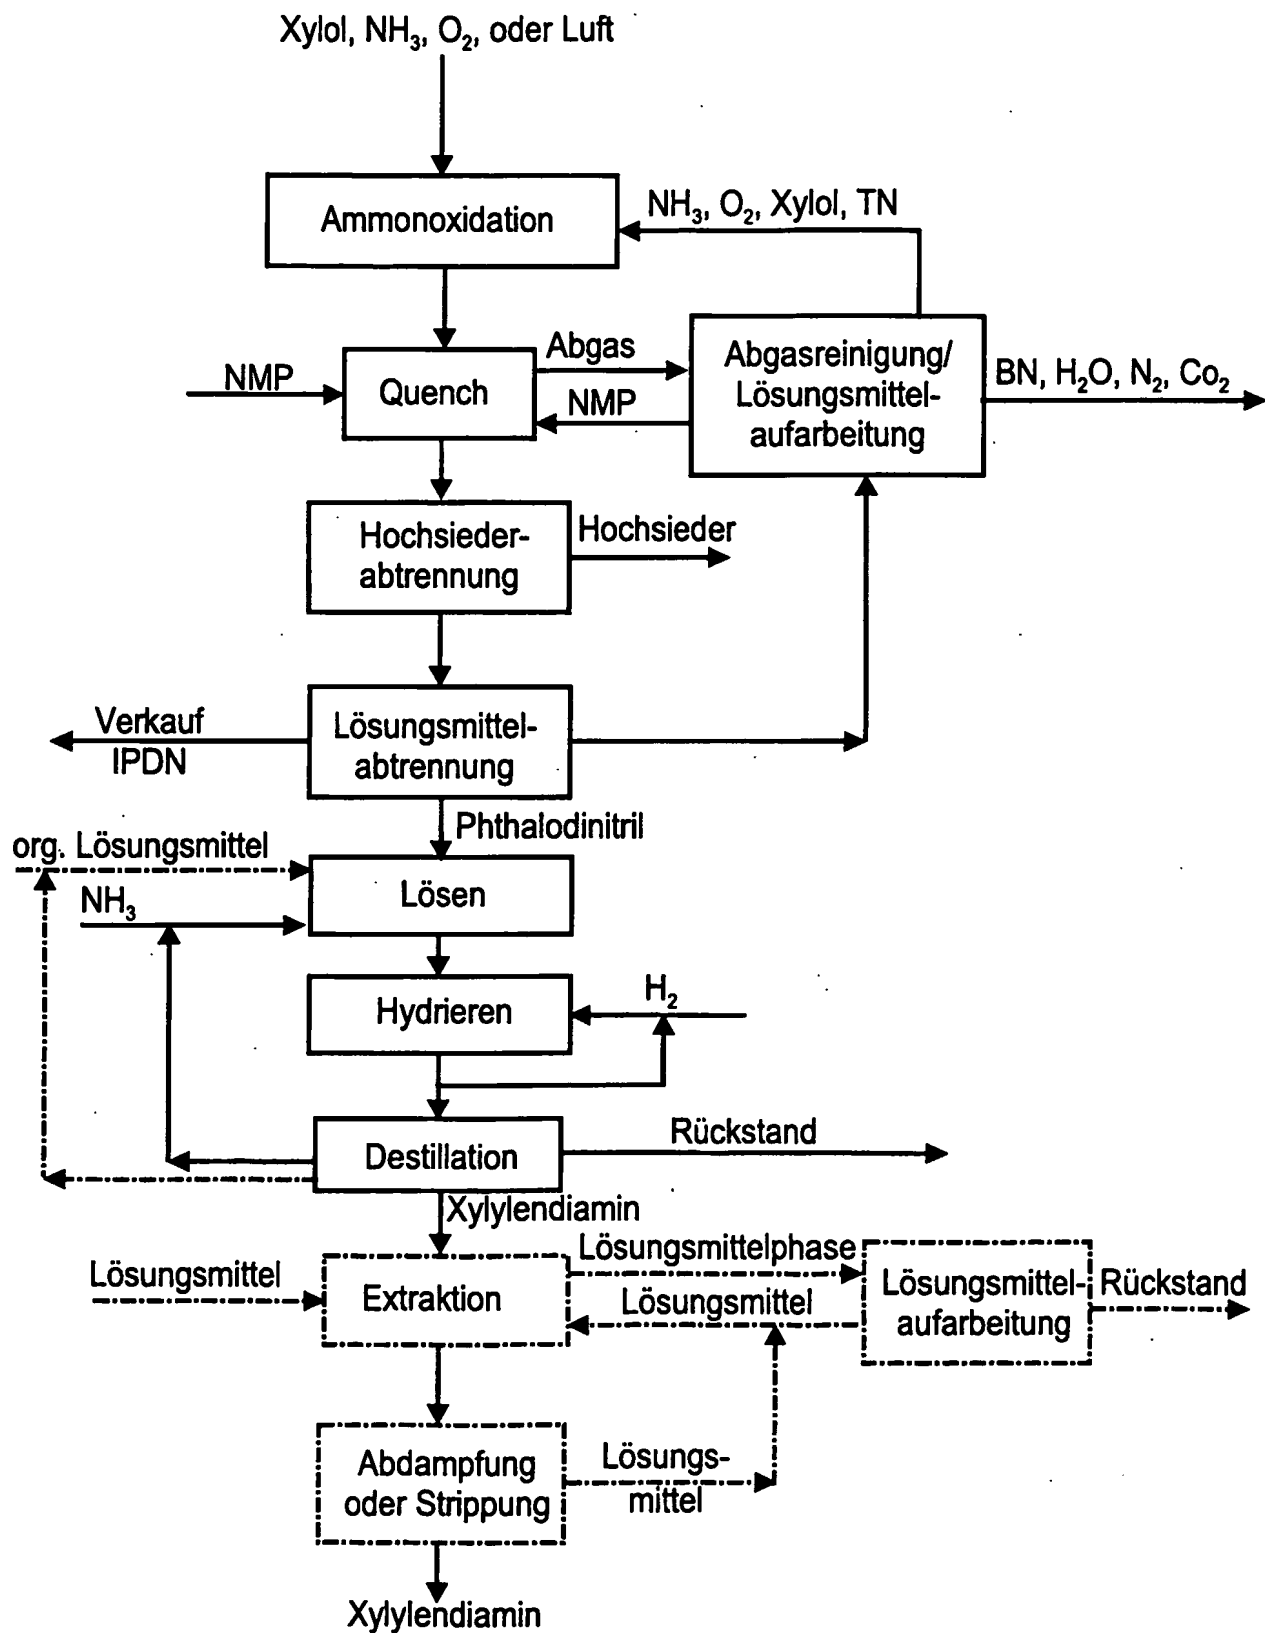 Xylol, NH₃, O₂, oder Luft
Ammonoxidation
NH₃, O₂, Xylol, TN
NMP
Quench
Abgas
NMP
Abgasreinigung/
Lösungsmittel-
aufarbeitung
BN, H₂O, N₂, Co₂
Hochsieder-
abtrennung
Hochsieder
Verkauf
IPDN
Lösungsmittel-
abtrennung
Phthalodinitril
org. Lösungsmittel
NH₃
Lösen
Hydrieren
H₂
Destillation
Rückstand
Xylylendiamin
Lösungsmittel
Extraktion
Lösungsmittelphase
Lösungsmittel
Lösungsmittel-
aufarbeitung
Rückstand
Abdampfung
oder Strippung
Lösungs-
mittel
Xylylendiamin